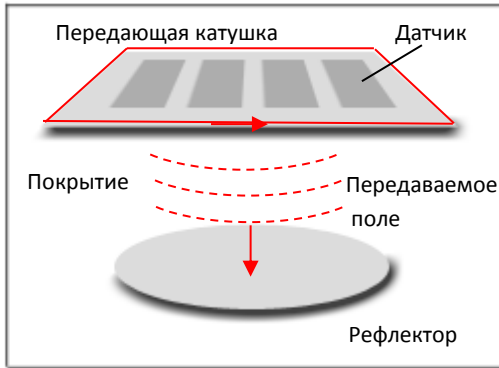 Передающая катушка
Датчик
Покрытие
Передаваемое
поле
Рефлектор